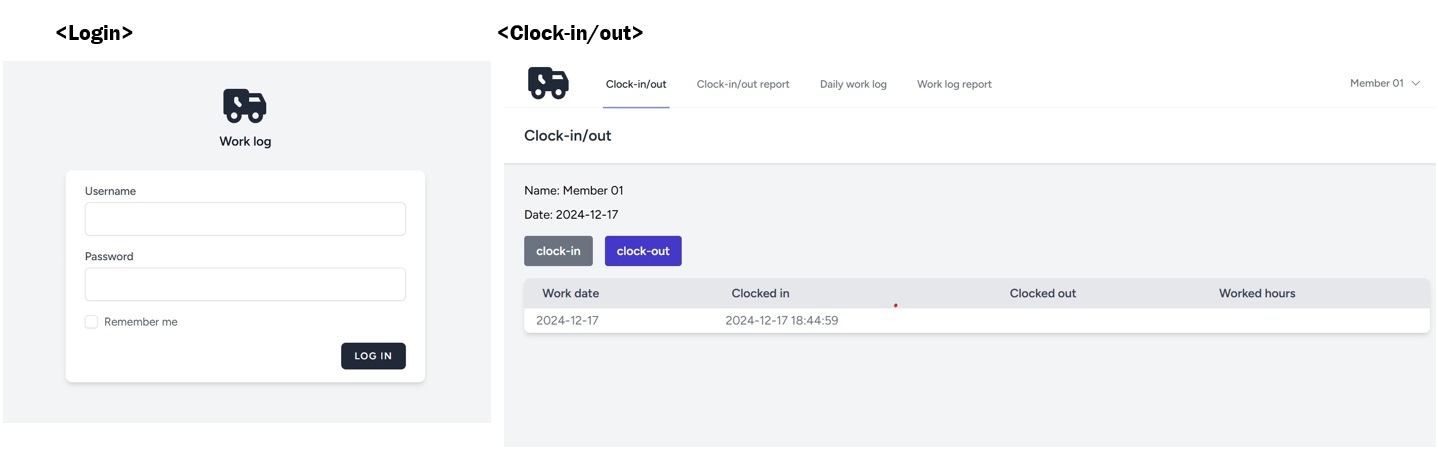 <Login>
Work log
Username
Password
Remember me
LOG IN
<Clock-in/out>
Clock-in/out Clock-in/out report Daily work log Work log report Member 01
Clock-in/out
Name: Member 01
Date: 2024-12-17
clock-in clock-out
Work date Clocked in Clocked out Worked hours
2024-12-17 2024-12-17 18:44:59